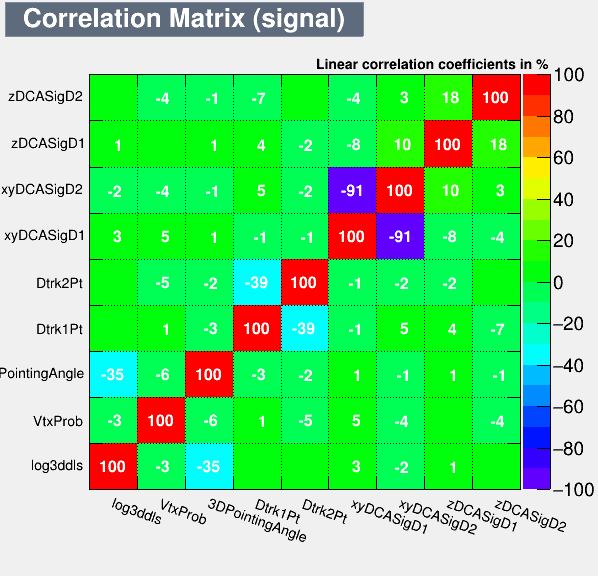 Correlation Matrix (signal)
Linear correlation coefficients in %
zDCASigD2 -4 -1 -7 -4 3 18 100
zDCASigD1 1 1 4 -2 -8 10 100 18
xyDCASigD2 -2 -4 -1 5 -2 -91 100 10 3
xyDCASigD1 3 5 1 -1 -1 100 -91 -8 -4
Dtrk2Pt -5 -2 -39 100 -1 -2 -2
Dtrk1Pt 1 -3 100 -39 -1 5 4 -7
PointingAngle -35 -6 100 -3 -2 1 -1 1 -1
VtxProb -3 100 -6 1 -5 5 -4 -4
log3ddls 100 -3 -35 3 -2 1
log3ddls VtxProb 3DPointingAngle Dtrk1Pt Dtrk2Pt xyDCASigD1 xyDCASigD2 zDCASigD1 zDCASigD2
100
80
60
40
20
0
−20
−40
−60
−80
−100